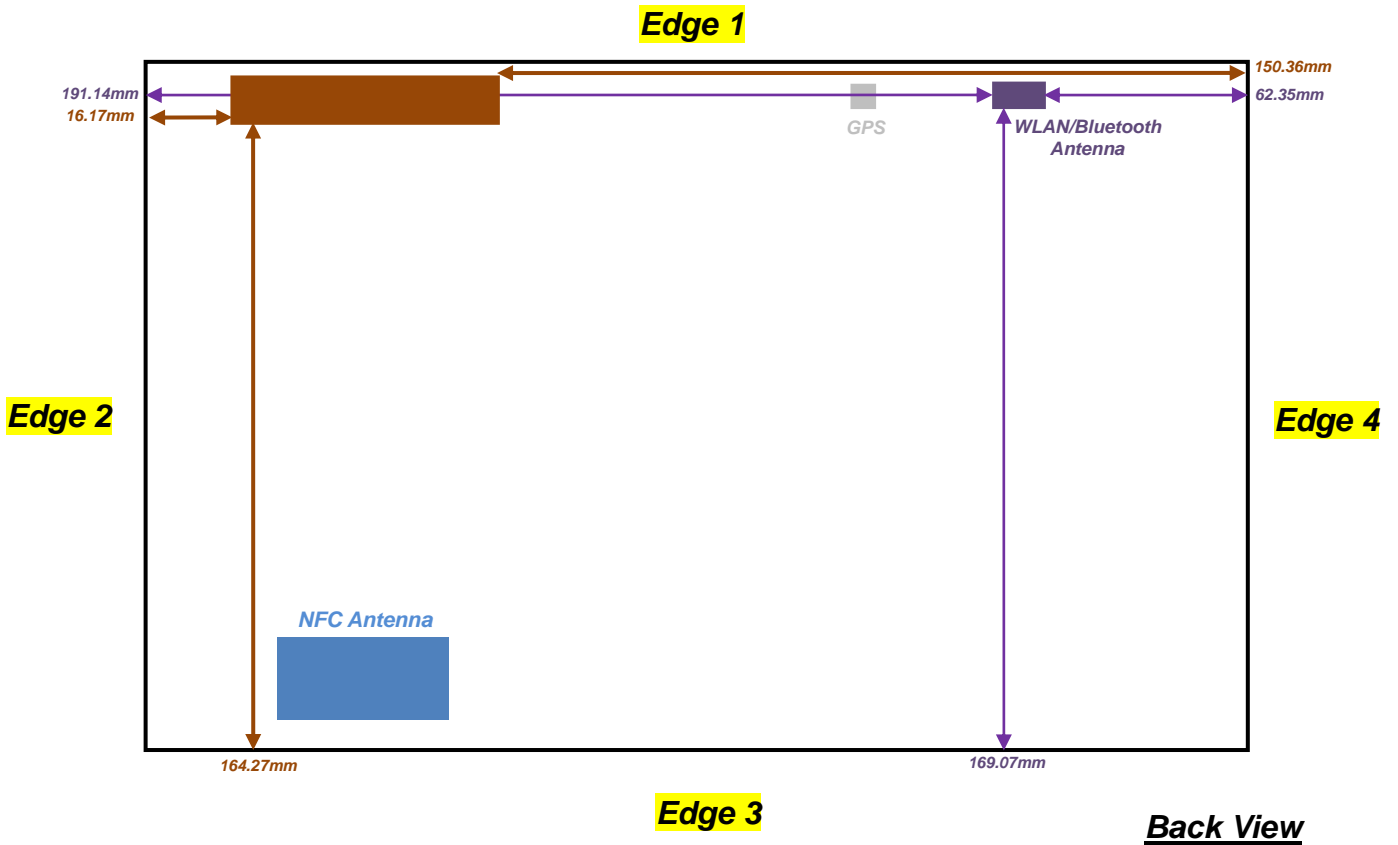 Edge 1
150.36mm
191.14mm
62.35mm
16.17mm
GPS
WLAN/Bluetooth
Antenna
Edge 2
Edge 4
NFC Antenna
164.27mm
169.07mm
Edge 3
Back View